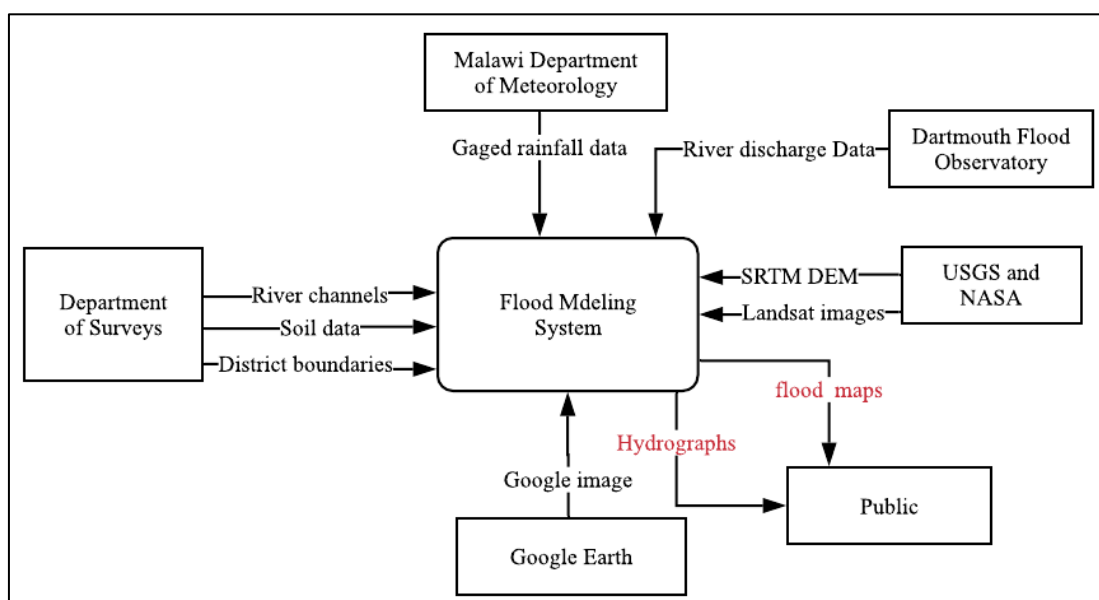 Malawi Department
of Meteorology
Gaged rainfall data
River discharge Data
Dartmouth Flood
Observatory
Department
of Surveys
River channels
Soil data
District boundaries
Flood Mdeling
System
SRTM DEM
Landsat images
USGS and
NASA
flood maps
Hydrographs
Public
Google image
Google Earth